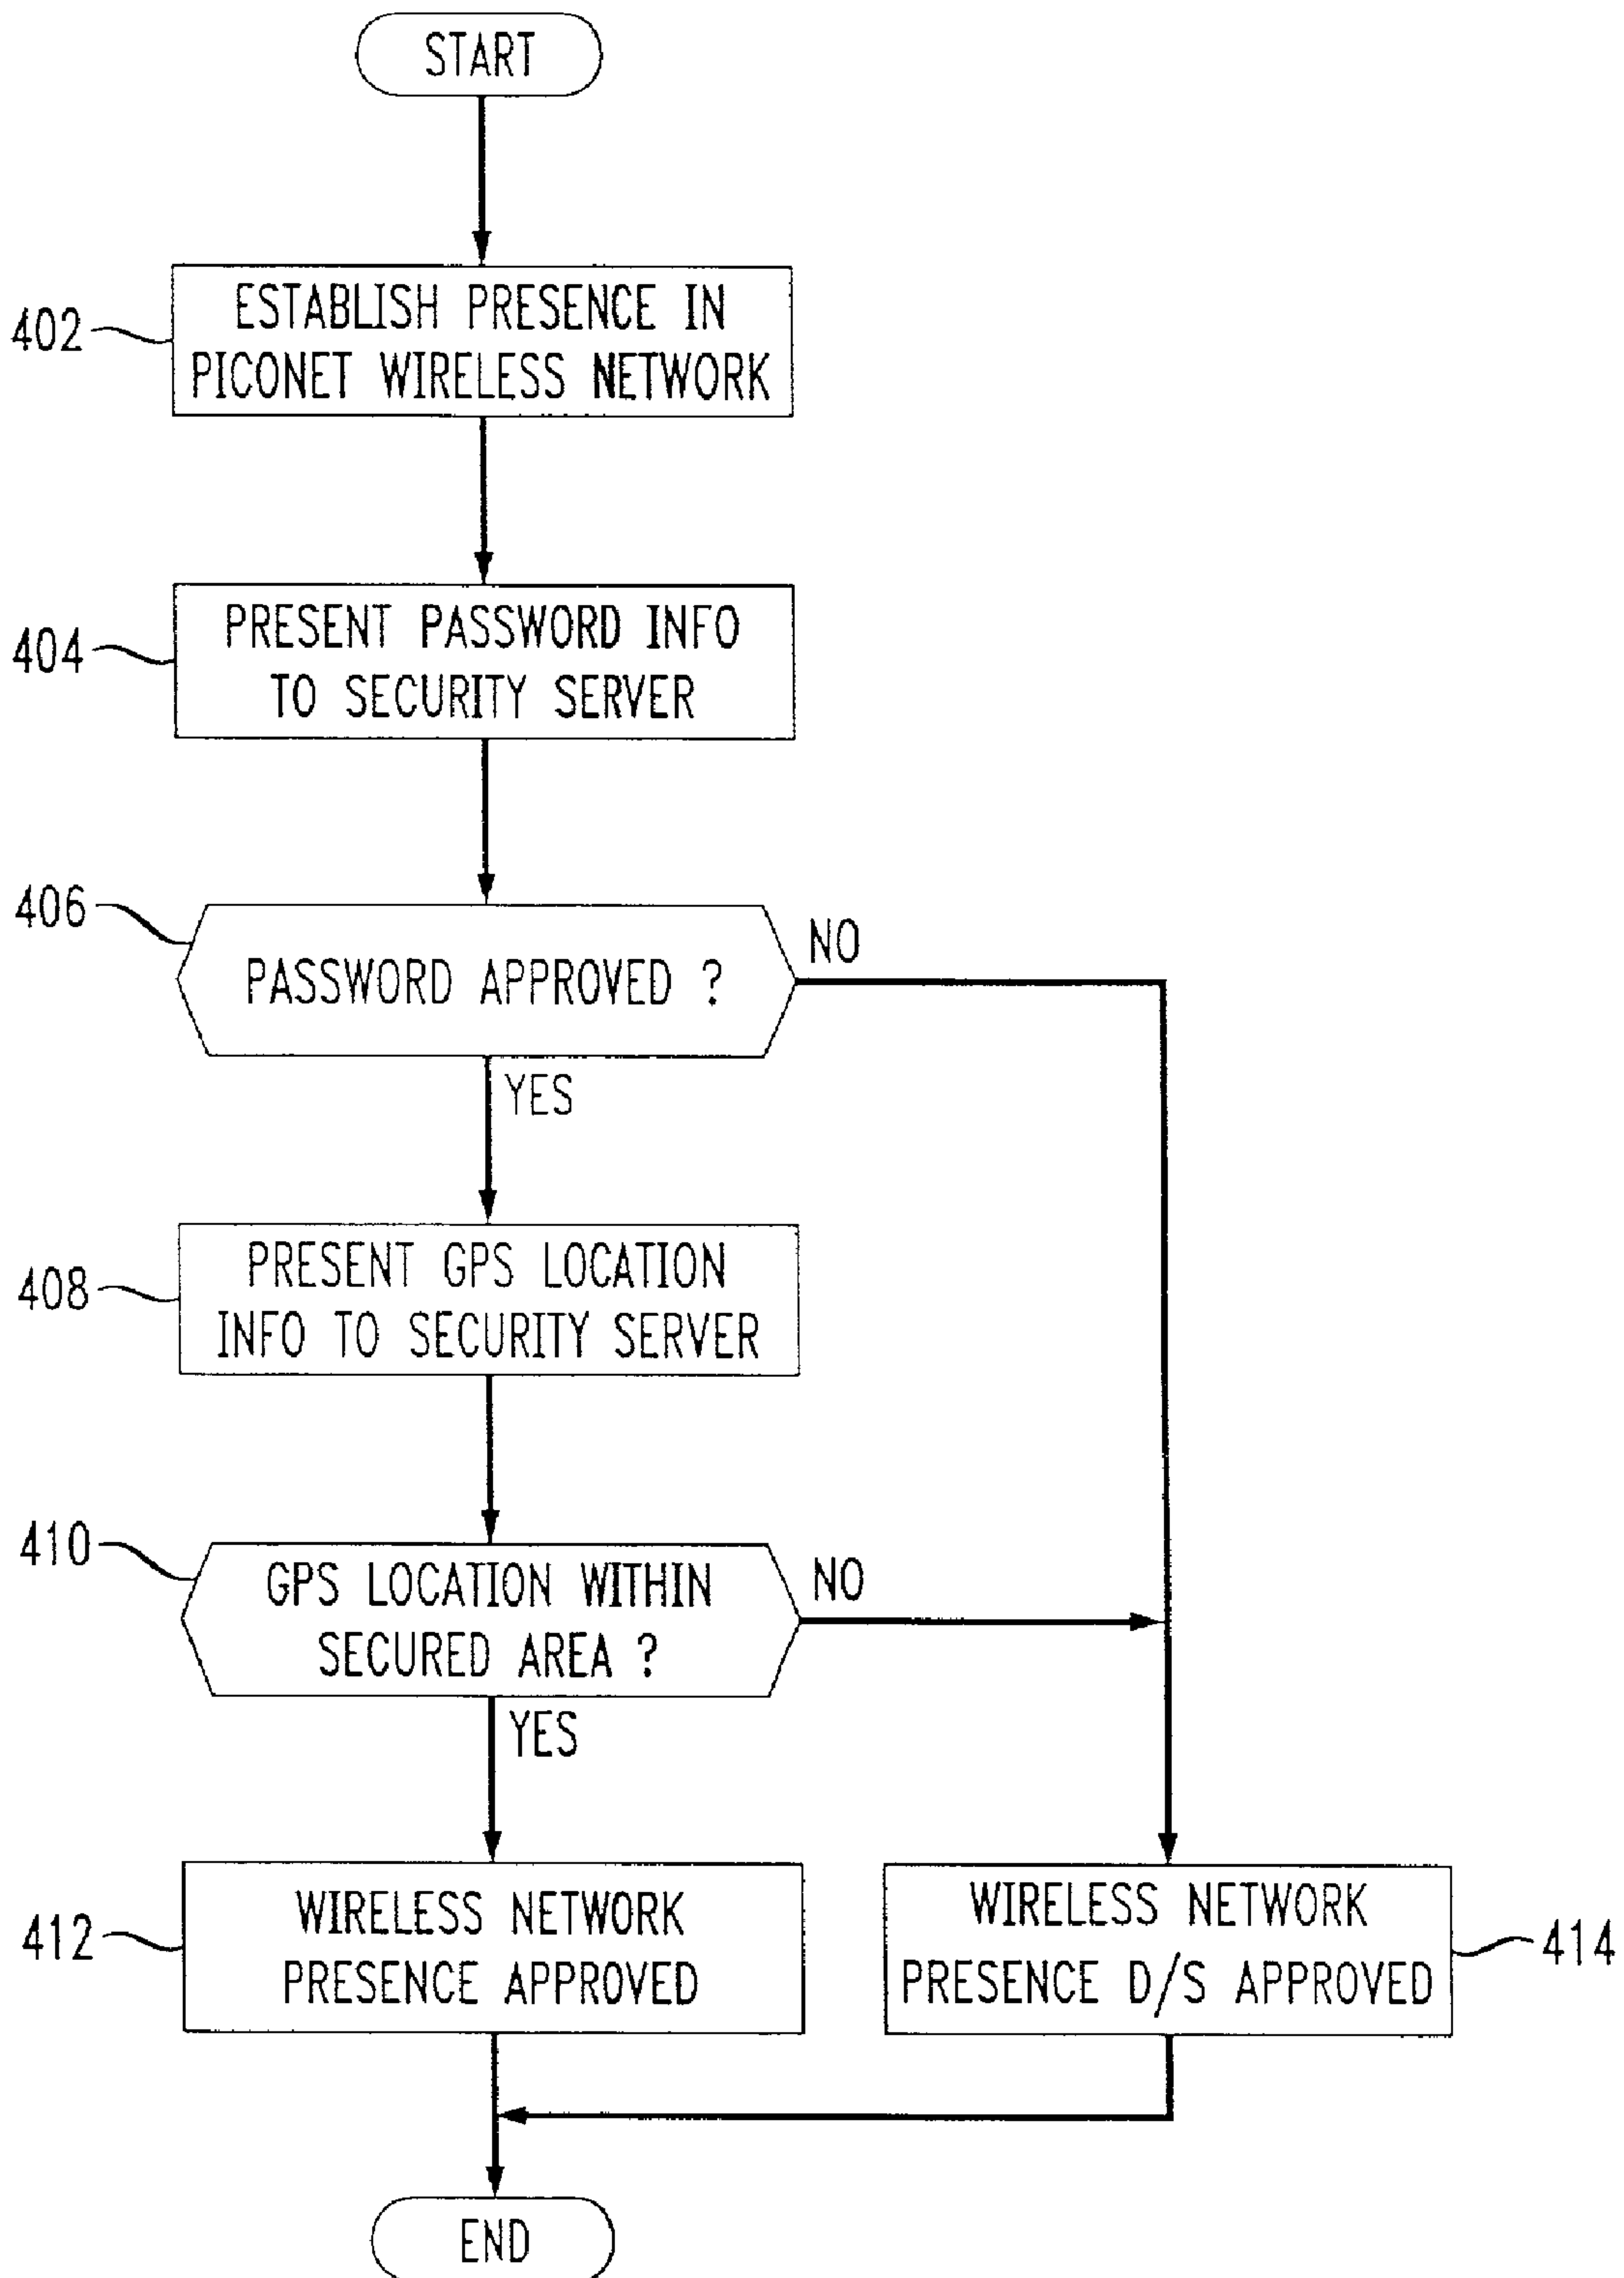 START
402
ESTABLISH PRESENCE IN
PICONET WIRELESS NETWORK
404
PRESENT PASSWORD INFO
TO SECURITY SERVER
406
PASSWORD APPROVED ?
NO
YES
408
PRESENT GPS LOCATION
INFO TO SECURITY SERVER
410
GPS LOCATION WITHIN
SECURED AREA ?
NO
YES
412
WIRELESS NETWORK
PRESENCE APPROVED
WIRELESS NETWORK
PRESENCE D/S APPROVED
414
END